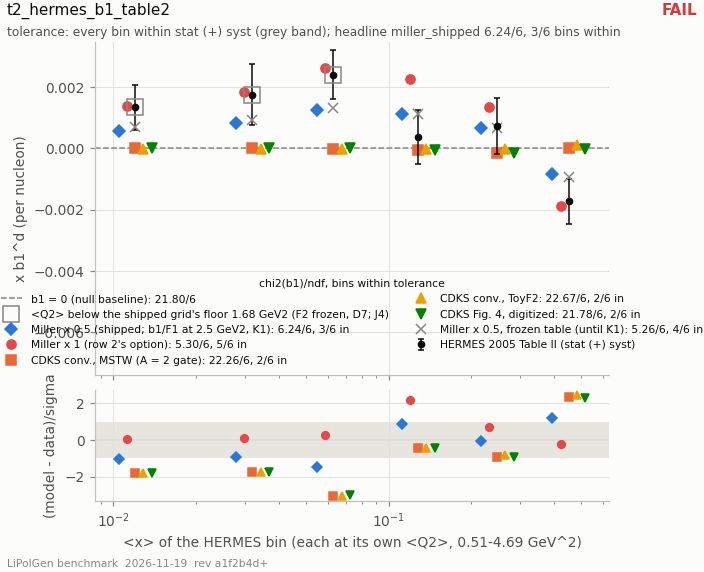 t2_hermes_b1_table2
FAIL
tolerance: every bin within stat (+) syst (grey band); headline miller_shipped 6.24/6, 3/6 bins within
0.002
0.000
−0.002
−0.004
−0.006
x b1^d (per nucleon)
chi2(b1)/ndf, bins within tolerance
b1 = 0 (null baseline): 21.80/6
<Q2> below the shipped grid's floor 1.68 GeV2 (F2 frozen, D7; J4)
Miller x 0.5 (shipped; b1/F1 at 2.5 GeV2, K1): 6.24/6, 3/6 in
Miller x 1 (row 2's option): 5.30/6, 5/6 in
CDKS conv., MSTW (A = 2 gate): 22.26/6, 2/6 in
CDKS conv., ToyF2: 22.67/6, 2/6 in
CDKS Fig. 4, digitized: 21.78/6, 2/6 in
Miller x 0.5, frozen table (until K1): 5.26/6, 4/6 in
HERMES 2005 Table II (stat (+) syst)
2
0
−2
(model - data)/sigma
10^−2
10^−1
<x> of the HERMES bin (each at its own <Q2>, 0.51-4.69 GeV^2)
LiPolGen benchmark 2026-11-19 rev a1f2b4d+